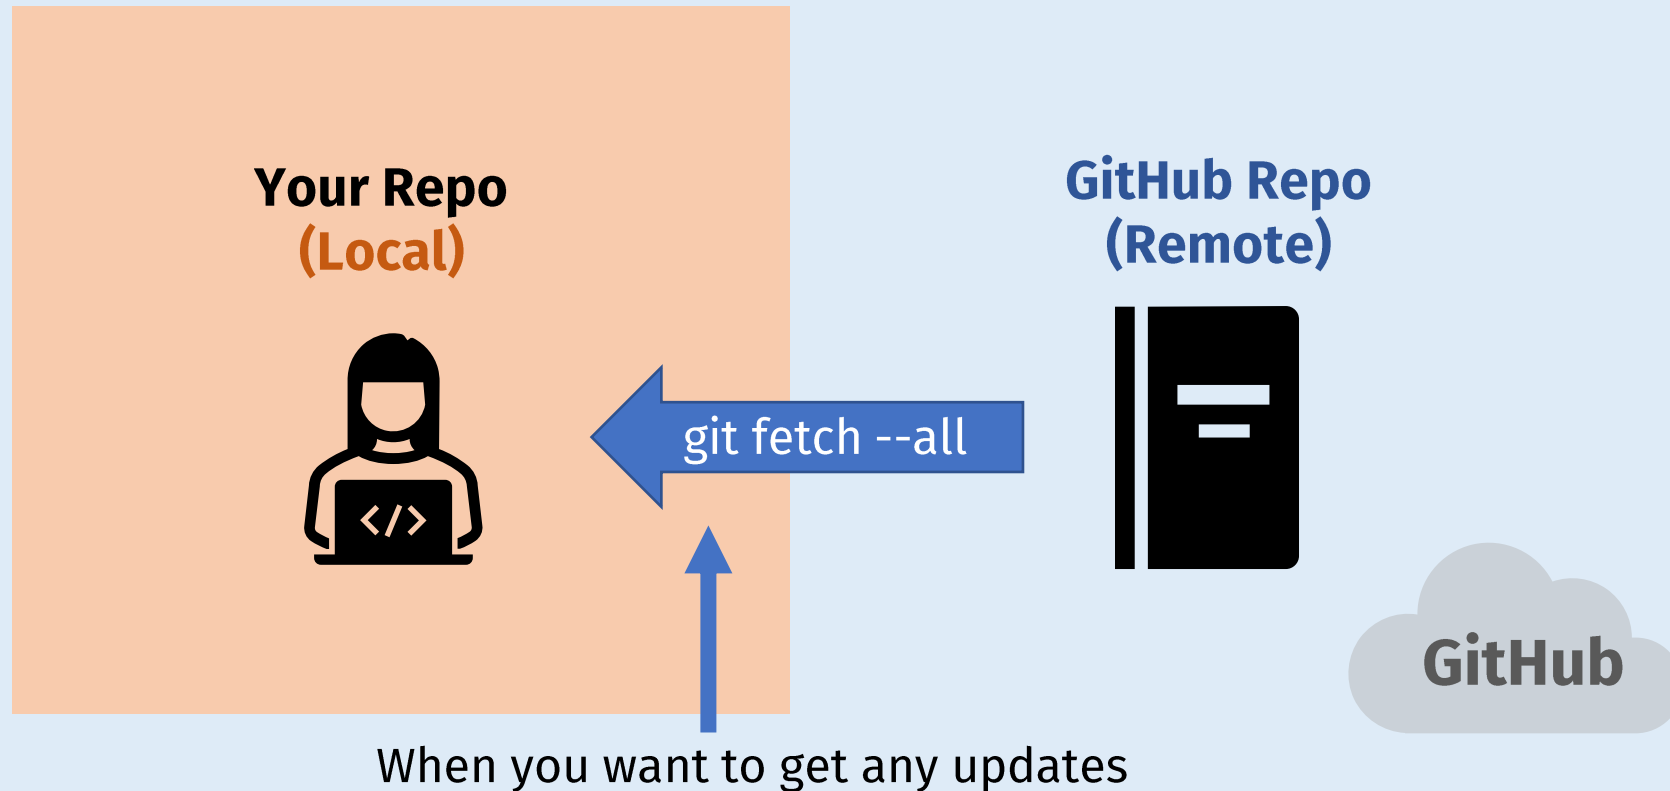 Your Repo
(Local)
GitHub Repo
(Remote)
git fetch --all
</>
GitHub
When you want to get any updates